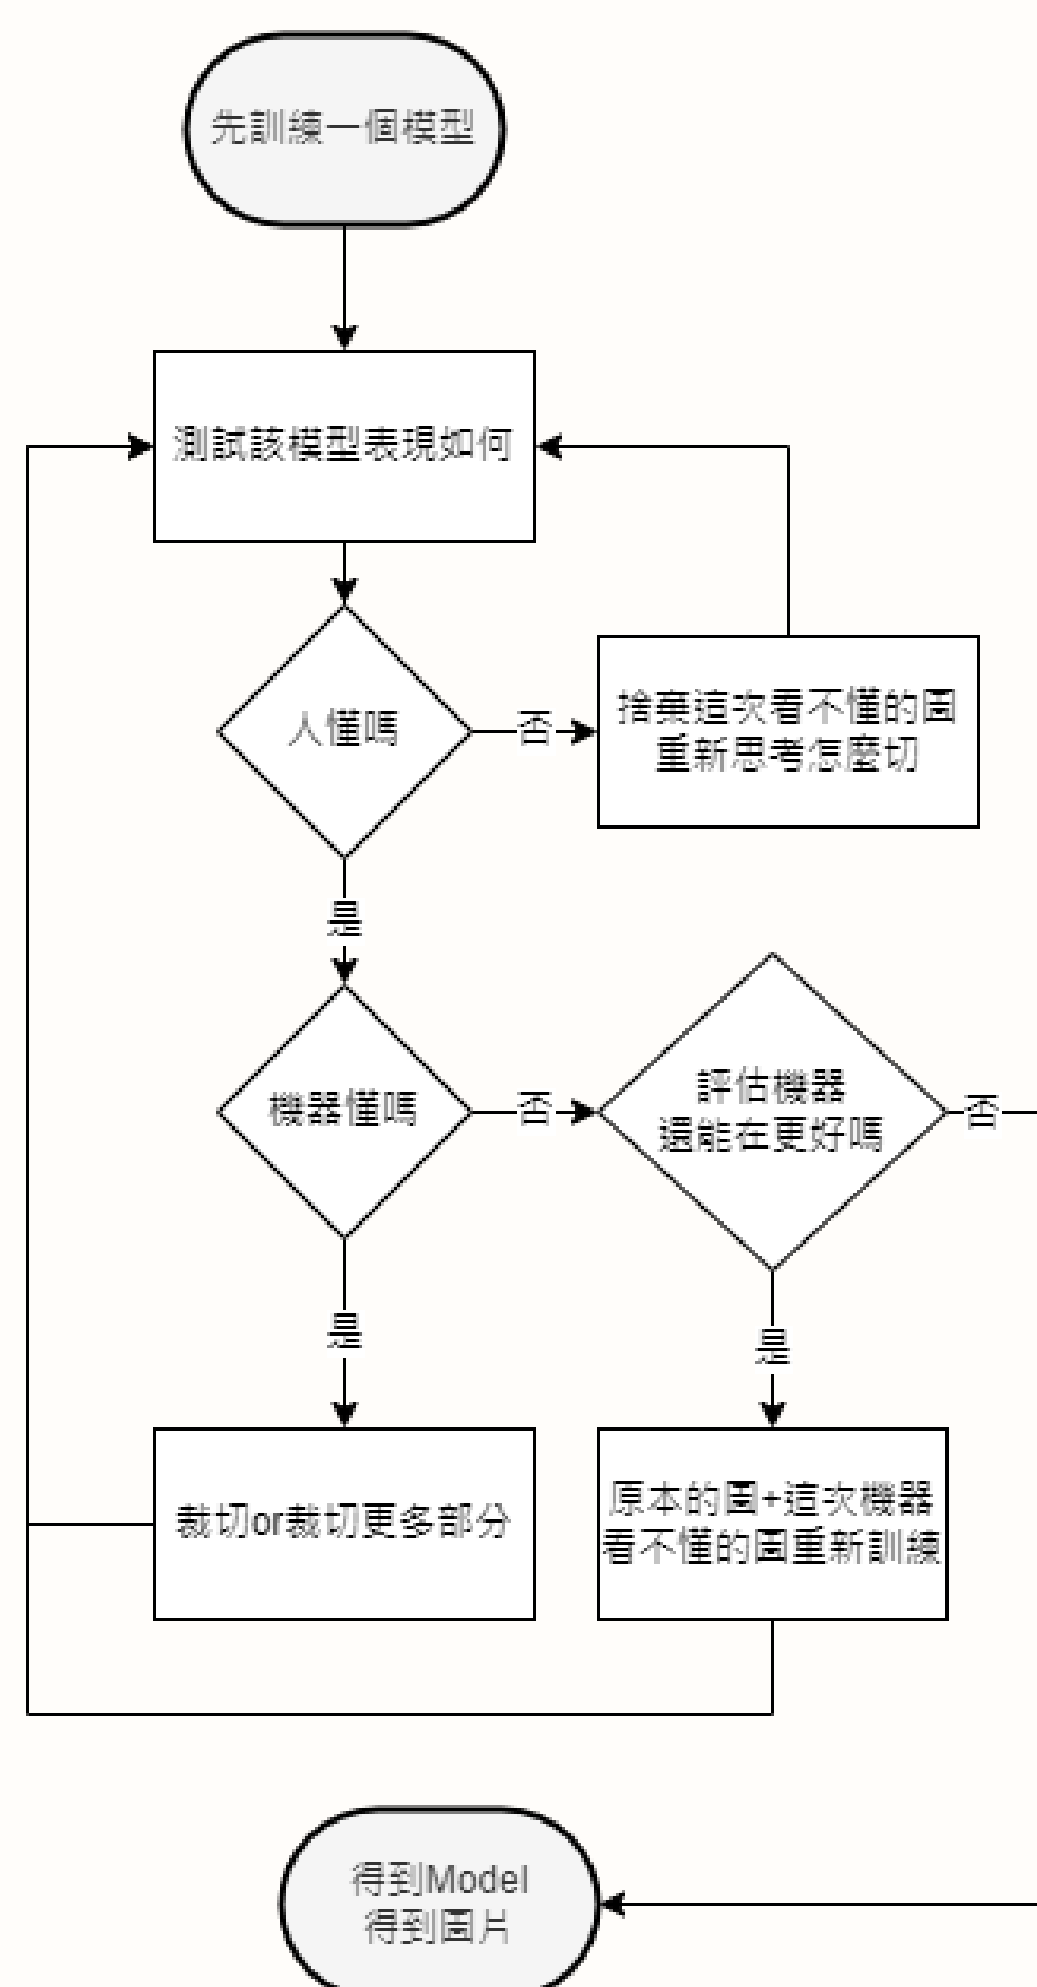 先訓練一個模型
測試該模型表現如何
人懂嗎
否
捨棄這次看不懂的圖
重新思考怎麼切
是
機器懂嗎
否
評估機器
還能在更好嗎
否
是
是
裁切or裁切更多部分
原本的圖+這次機器
看不懂的圖重新訓練
得到Model
得到圖片